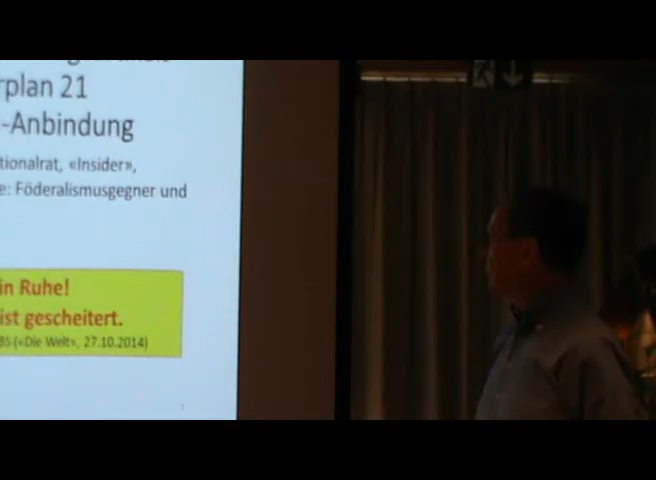 rplan 21
-Anbindung
tionalrat, «Insider»,
e: Föderalismusgegner und
in Ruhe!
ist gescheitert.
BS («Die Welt», 27.10.2014)